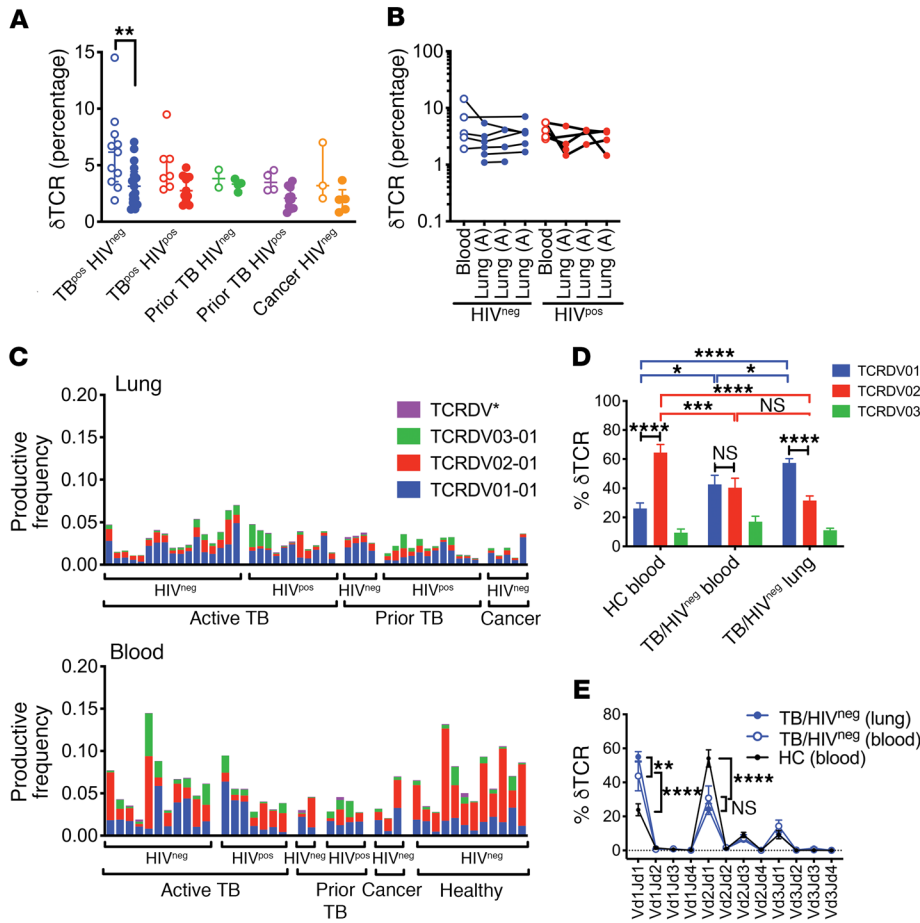 A
**
δTCR (percentage)
15
10
5
0
TBpos HIVneg
TBpos HIVpos
Prior TB HIVneg
Prior TB HIVpos
Cancer HIVneg
B
δTCR (percentage)
100
10
1
0.1
Blood
Lung (A)
Lung (A)
Lung (A)
Blood
Lung (A)
Lung (A)
Lung (A)
HIVneg
HIVpos
C
Lung
Productive
frequency
0.20
0.15
0.10
0.05
0.00
TCRDV*
TCRDV03-01
TCRDV02-01
TCRDV01-01
HIVneg
HIVpos
HIVneg
HIVpos
HIVneg
Active TB
Prior TB
Cancer
Blood
Productive
frequency
0.20
0.15
0.10
0.05
0.00
HIVneg
HIVpos
HIVneg
HIVpos
HIVneg
HIVneg
Active TB
Prior
TB
Cancer
Healthy
D
****
*
*
****
***
NS
****
NS
****
TCRDV01
TCRDV02
TCRDV03
% δTCR
100
80
60
40
20
0
HC blood
TB/HIVneg blood
TB/HIVneg lung
E
TB/HIVneg (lung)
TB/HIVneg (blood)
HC (blood)
% δTCR
80
60
40
20
0
**
****
****
NS
Vd1Jd1
Vd1Jd2
Vd1Jd3
Vd1Jd4
Vd2Jd1
Vd2Jd2
Vd2Jd3
Vd2Jd4
Vd3Jd1
Vd3Jd2
Vd3Jd3
Vd3Jd4